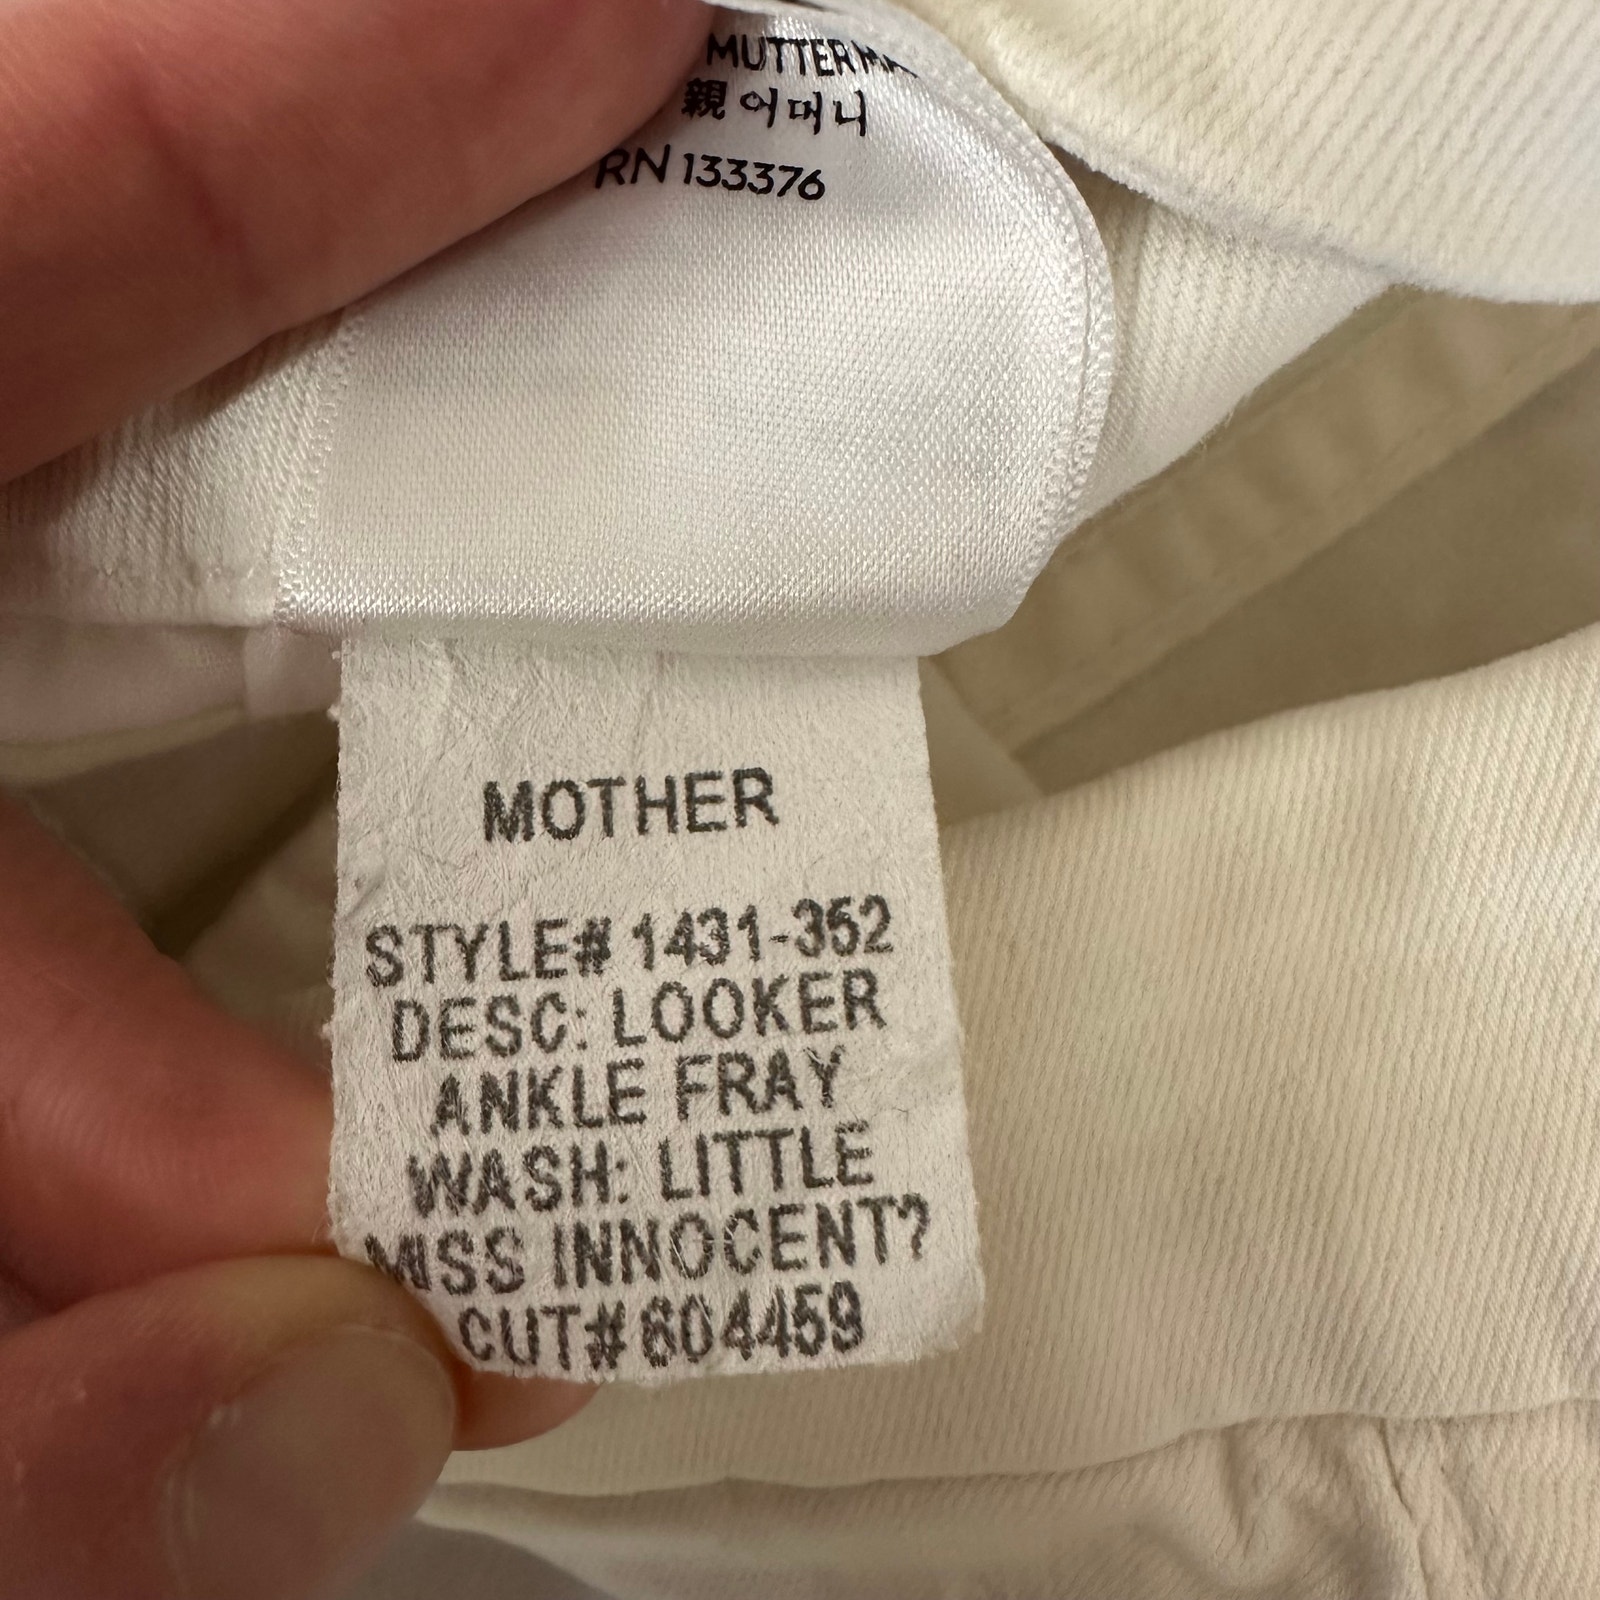 MUTTER
親 어머니
RN 133376
MOTHER
STYLE# 1431-352
DESC: LOOKER
ANKLE FRAY
WASH: LITTLE
MISS INNOCENT?
CUT# 604459